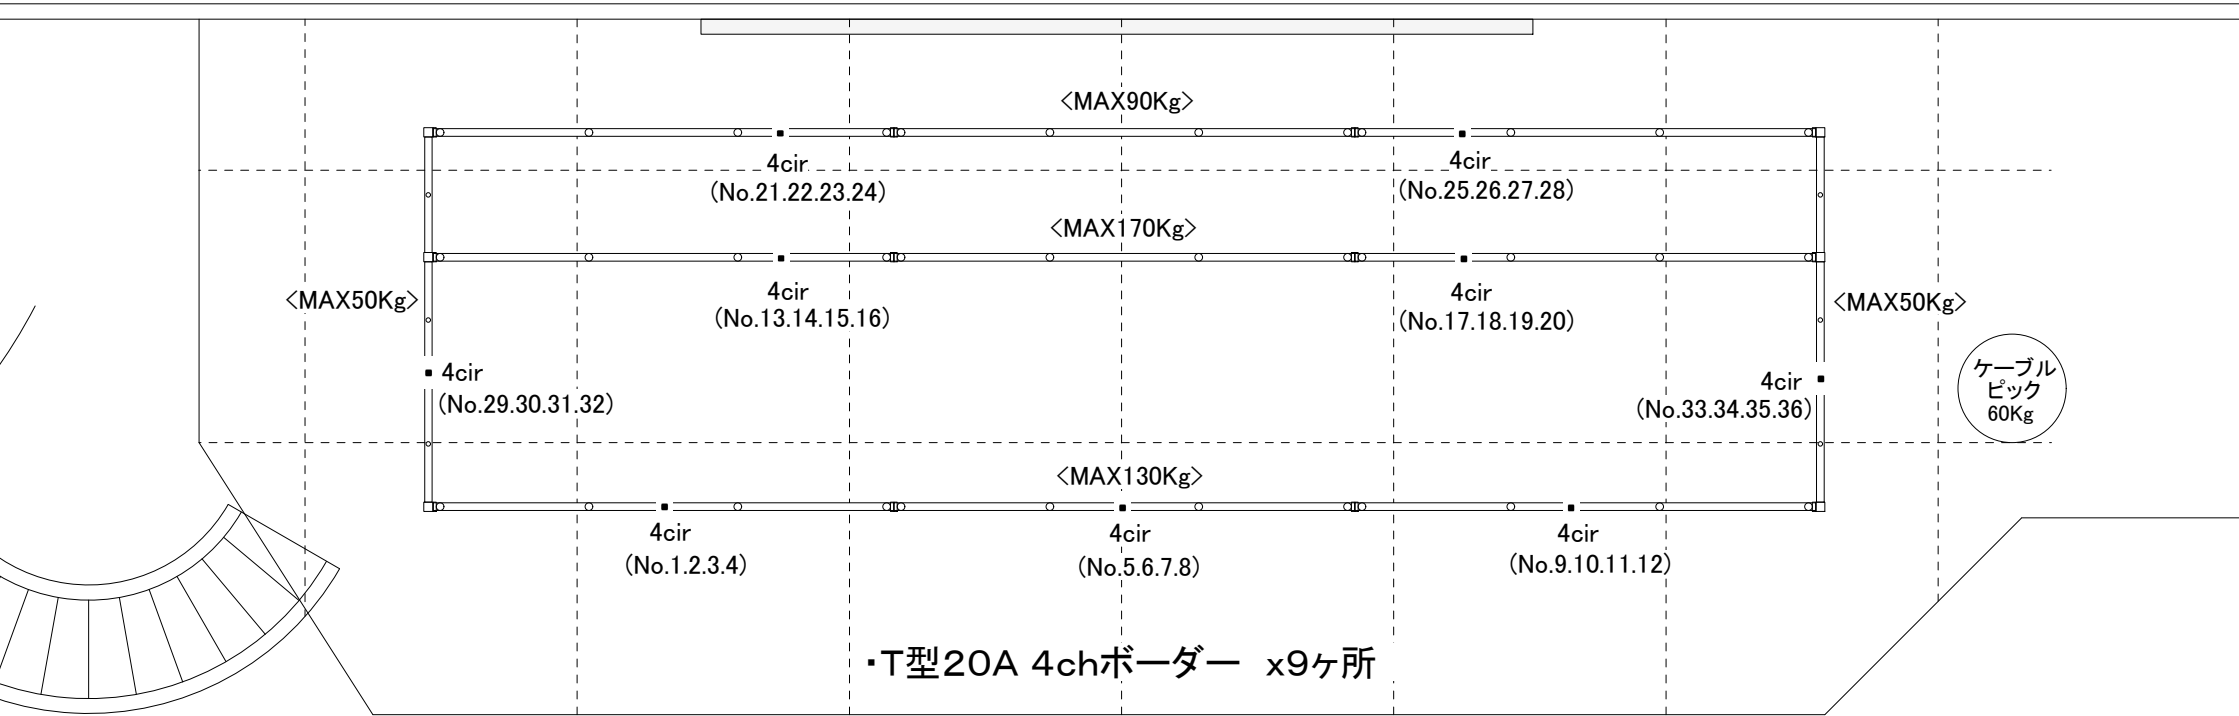 <MAX90Kg>
4cir
(No.21.22.23.24)
4cir
(No.25.26.27.28)
<MAX170Kg>
4cir
(No.13.14.15.16)
4cir
(No.17.18.19.20)
<MAX50Kg>
<MAX50Kg>
4cir
(No.29.30.31.32)
4cir
(No.33.34.35.36)
ケーブル
ピック
60Kg
<MAX130Kg>
4cir
(No.1.2.3.4)
4cir
(No.5.6.7.8)
4cir
(No.9.10.11.12)
・T型20A 4chボーダー　x9ヶ所